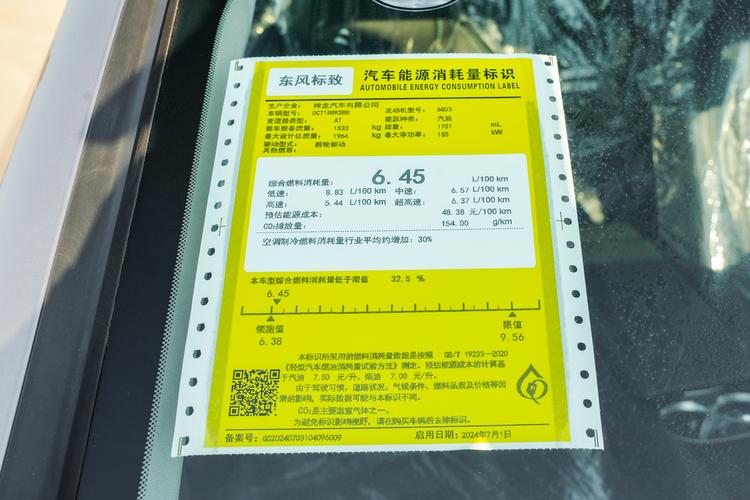 东风标致
汽车能源消耗量标识
AUTOMOBILE ENERGY CONSUMPTION LABEL
生产企业： 神龙汽车有限公司
车辆型号： 发动机型号： 6G03
变速器类型： AT 能源种类： 汽油
整车整备质量： 1533 kg 排量： 1751 mL
最大设计总质量： 1964 kg 最大净功率： 155 kW
驱动型式： 前轮驱动
其他信息：
综合燃料消耗量： 6.45 L/100 km
低速： 8.83 L/100 km 中速： 6.57 L/100 km
高速： 5.44 L/100 km 超高速： 6.37 L/100 km
预估能源成本： 48.38 元/100 km
CO₂排放量： 154.00 g/km
空调制冷燃料消耗量行业平均约增加：30%
本车型综合燃料消耗量低于限值 32.5 %
6.45
领跑值 限值
6.38 9.56
本标识所采用的燃料消耗量数据是按照 GB/T 19233—2020
《轻型汽车燃油消耗量试验方法》测定。预估能源成本的计算基
于汽油 7.50 元/升、柴油 7.00 元/升。
由于驾驶习惯、道路状况、气候条件、燃料品质及价格等因
素的影响，实际数据可能与本标识不同。
CO₂是主要温室气体之一。
为避免标识影响视野，请在购买车辆后去除标识。
备案号：QC20240703104096009 启用日期：2024年7月1日